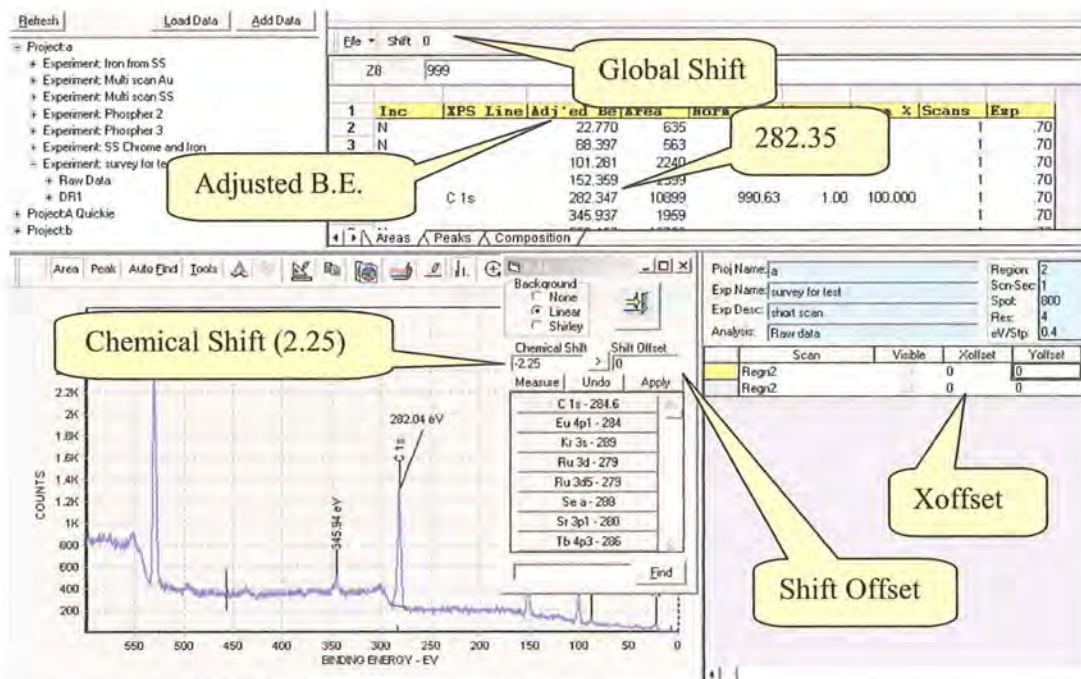 Refresh Load Data Add Data
Project:a
Experiment: Iron from SS
Experiment: Multi scan Au
Experiment: Multi scan SS
Experiment: Phospher 2
Experiment: Phospher 3
Experiment: SS Chrome and Iron
Experiment: survey for
Raw Data
DR1
Project:A Quickie
Project:b
File Shift 0
Z8 999
Global Shift
1 Inc XPS Line Adj'ed Be Area % Scans Exp
2 N 22.770 635 1 .70
3 N 68.397 563 1 .70
101.281 2240 1 .70
152.359 1 .70
C 1s 282.347 10699 990.63 1.00 100.000 1 .70
345.937 1959 1 .70
282.35
Adjusted B.E.
Areas Peaks Composition
Area Peak Auto Find Tools
Background
None
Linear
Shirley
Chemical Shift Shift Offset
-2.25 > 0
Measure Undo Apply
C 1s - 284.6
Eu 4p1 - 284
Kr 3s - 289
Ru 3d - 279
Ru 3d5 - 279
Se a - 288
Sr 3p1 - 280
Tb 4p3 - 286
Find
Chemical Shift (2.25)
2.2K
2K
1.8K
1.6K
1.4K
1.2K
1K
800
600
400
200
COUNTS
282.04 eV
C 1s
345.94 eV
550 500 450 400 350 300 250 200 150 100 50 0
BINDING ENERGY - EV
Proj Name: a Region: 2
Exp Name: survey for test Scn-Sec: 1
Exp Desc: short scan Spot: 800
Analysis: Raw data Res: 4
eV/Stp: 0.4
Scan Visible Xoffset Yoffset
Regn2 0 0
Regn2 0 0
Xoffset
Shift Offset